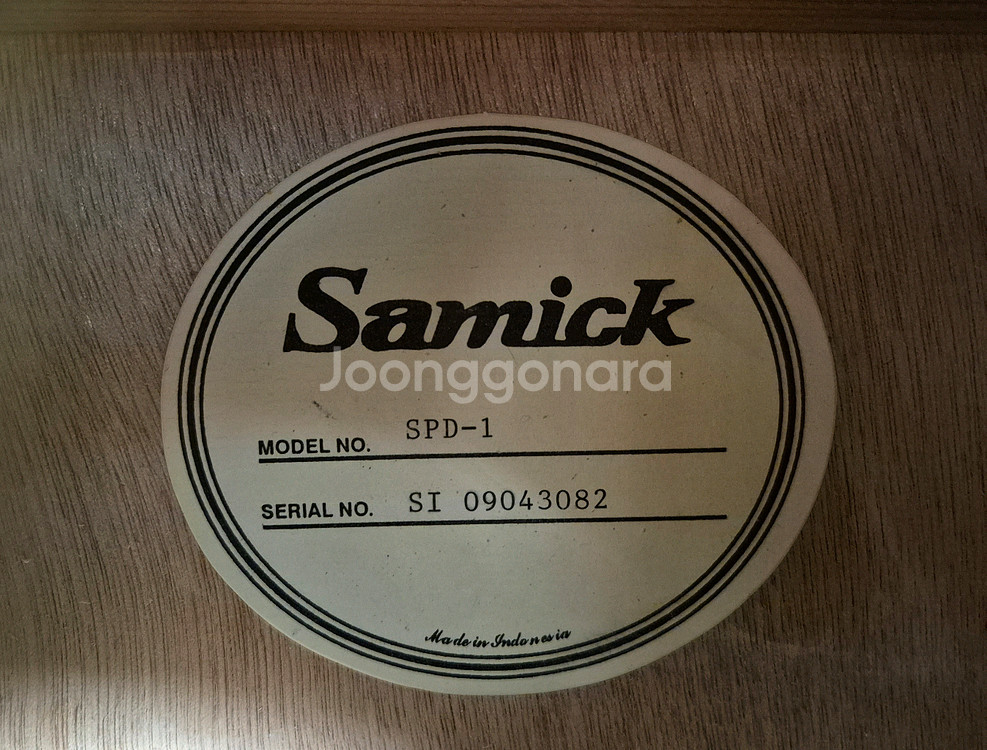 Samick
Joonggonara
MODEL NO. SPD-1
SERIAL NO. SI 09043082
Made in Indonesia